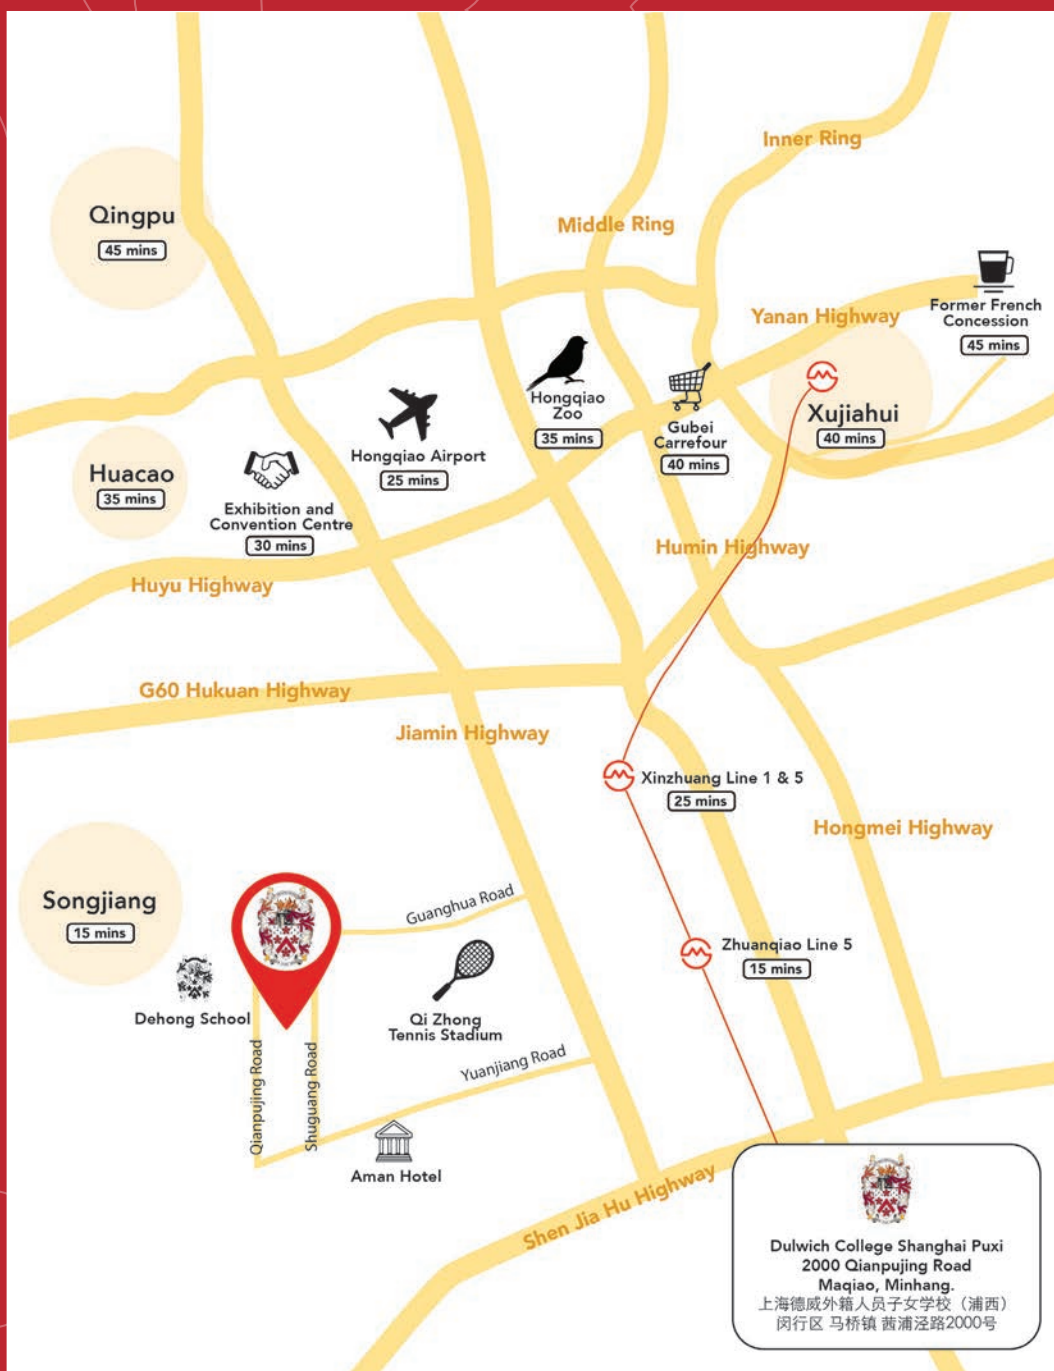 Inner Ring
Qingpu
45 mins
Middle Ring
Former French
Concession
45 mins
Yanan Highway
Hongqiao
Zoo
35 mins
Xujiahui
40 mins
Gubei
Carrefour
40 mins
Hongqiao Airport
25 mins
Huacao
35 mins
Exhibition and
Convention Centre
30 mins
Humin Highway
Huyu Highway
G60 Hukuan Highway
Jiamin Highway
Xinzhuang Line 1 & 5
25 mins
Hongmei Highway
Songjiang
15 mins
Guanghua Road
Zhuanqiao Line 5
15 mins
Dehong School
Qi Zhong
Tennis Stadium
Yuanjiang Road
Qianpujing Road
Shuguang Road
Aman Hotel
Shen Jia Hu Highway
Dulwich College Shanghai Puxi
2000 Qianpujing Road
Maqiao, Minhang.
上海德威外籍人员子女学校（浦西）
闵行区 马桥镇 茜浦泾路2000号